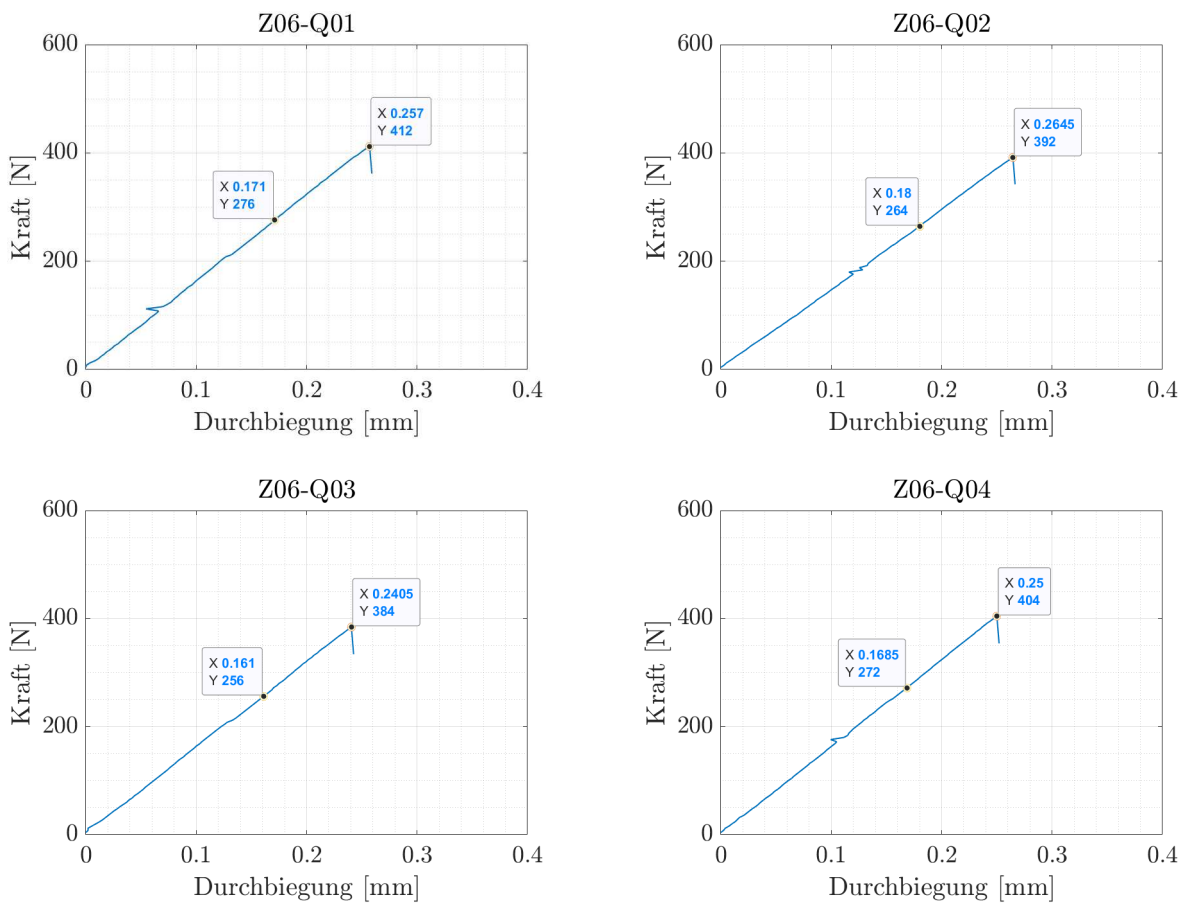 Z06-Q01
600
400
200
0
Kraft [N]
X 0.257
Y 412
X 0.171
Y 276
0 0.1 0.2 0.3 0.4
Durchbiegung [mm]
Z06-Q02
600
400
200
0
Kraft [N]
X 0.2645
Y 392
X 0.18
Y 264
0 0.1 0.2 0.3 0.4
Durchbiegung [mm]
Z06-Q03
600
400
200
0
Kraft [N]
X 0.2405
Y 384
X 0.161
Y 256
0 0.1 0.2 0.3 0.4
Durchbiegung [mm]
Z06-Q04
600
400
200
0
Kraft [N]
X 0.25
Y 404
X 0.1685
Y 272
0 0.1 0.2 0.3 0.4
Durchbiegung [mm]